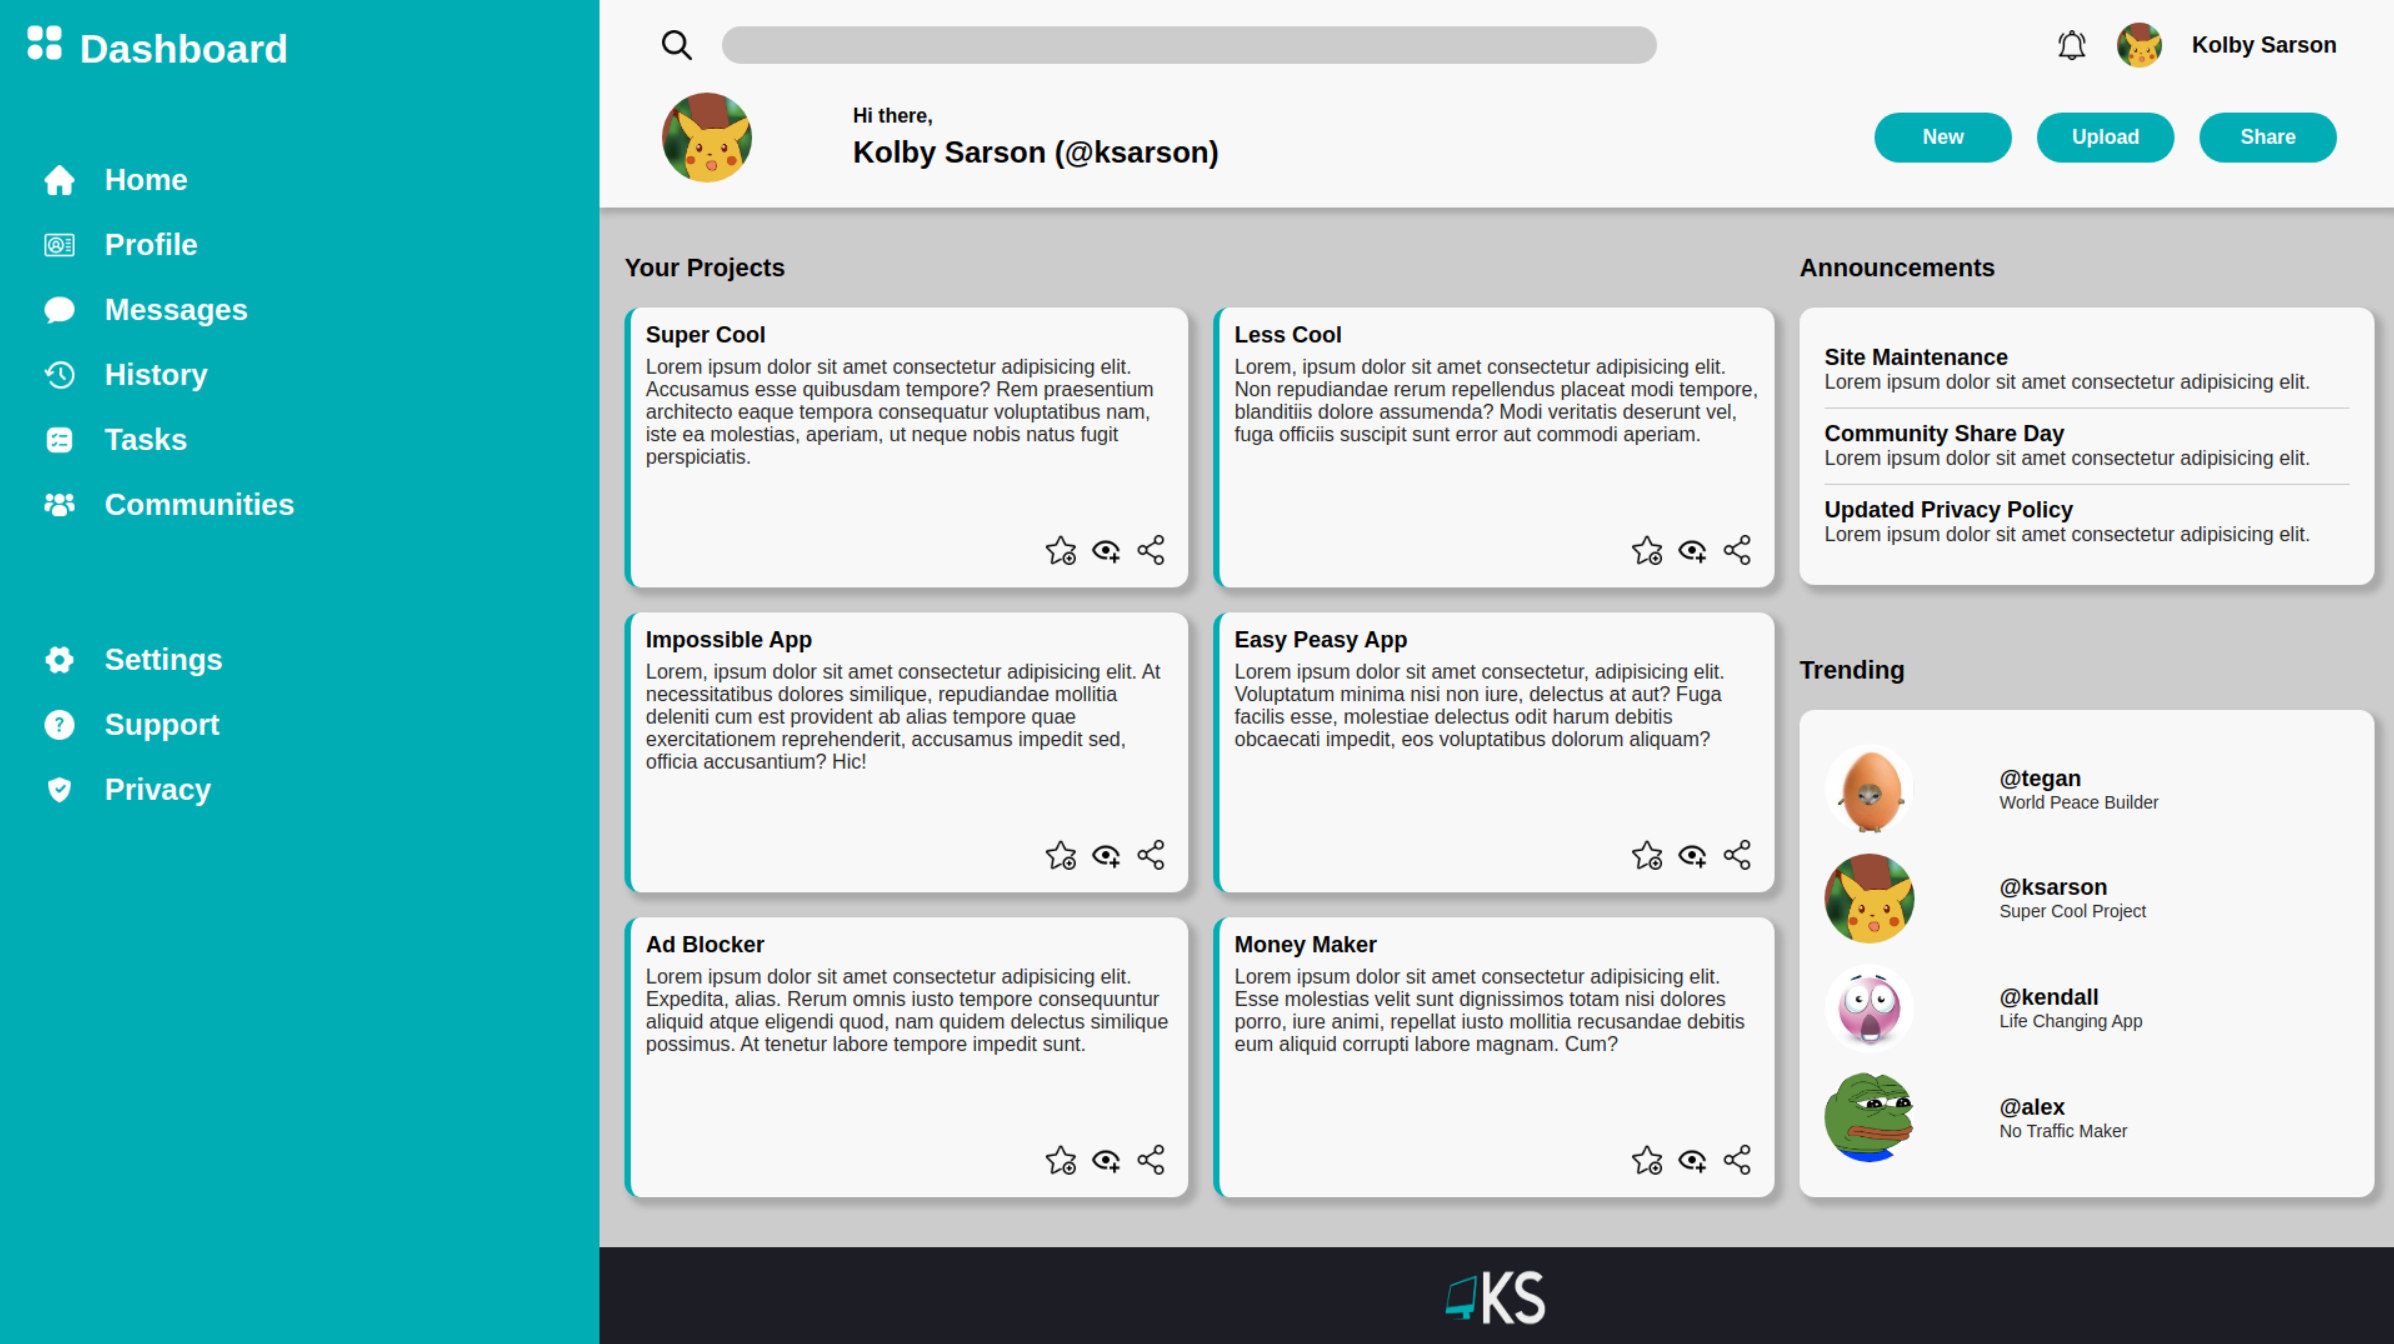 Dashboard
Home
Profile
Messages
History
Tasks
Communities
Settings
Support
Privacy
Kolby Sarson
Hi there,
Kolby Sarson (@ksarson)
New
Upload
Share
Your Projects
Super Cool
Lorem ipsum dolor sit amet consectetur adipisicing elit.
Accusamus esse quibusdam tempore? Rem praesentium
architecto eaque tempora consequatur voluptatibus nam,
iste ea molestias, aperiam, ut neque nobis natus fugit
perspiciatis.
Less Cool
Lorem, ipsum dolor sit amet consectetur adipisicing elit.
Non repudiandae rerum repellendus placeat modi tempore,
blanditiis dolore assumenda? Modi veritatis deserunt vel,
fuga officiis suscipit sunt error aut commodi aperiam.
Impossible App
Lorem, ipsum dolor sit amet consectetur adipisicing elit. At
necessitatibus dolores similique, repudiandae mollitia
deleniti cum est provident ab alias tempore quae
exercitationem reprehenderit, accusamus impedit sed,
officia accusantium? Hic!
Easy Peasy App
Lorem ipsum dolor sit amet consectetur, adipisicing elit.
Voluptatum minima nisi non iure, delectus at aut? Fuga
facilis esse, molestiae delectus odit harum debitis
obcaecati impedit, eos voluptatibus dolorum aliquam?
Ad Blocker
Lorem ipsum dolor sit amet consectetur adipisicing elit.
Expedita, alias. Rerum omnis iusto tempore consequuntur
aliquid atque eligendi quod, nam quidem delectus similique
possimus. At tenetur labore tempore impedit sunt.
Money Maker
Lorem ipsum dolor sit amet consectetur adipisicing elit.
Esse molestias velit sunt dignissimos totam nisi dolores
porro, iure animi, repellat iusto mollitia recusandae debitis
eum aliquid corrupti labore magnam. Cum?
Announcements
Site Maintenance
Lorem ipsum dolor sit amet consectetur adipisicing elit.
Community Share Day
Lorem ipsum dolor sit amet consectetur adipisicing elit.
Updated Privacy Policy
Lorem ipsum dolor sit amet consectetur adipisicing elit.
Trending
@tegan
World Peace Builder
@ksarson
Super Cool Project
@kendall
Life Changing App
@alex
No Traffic Maker
KS